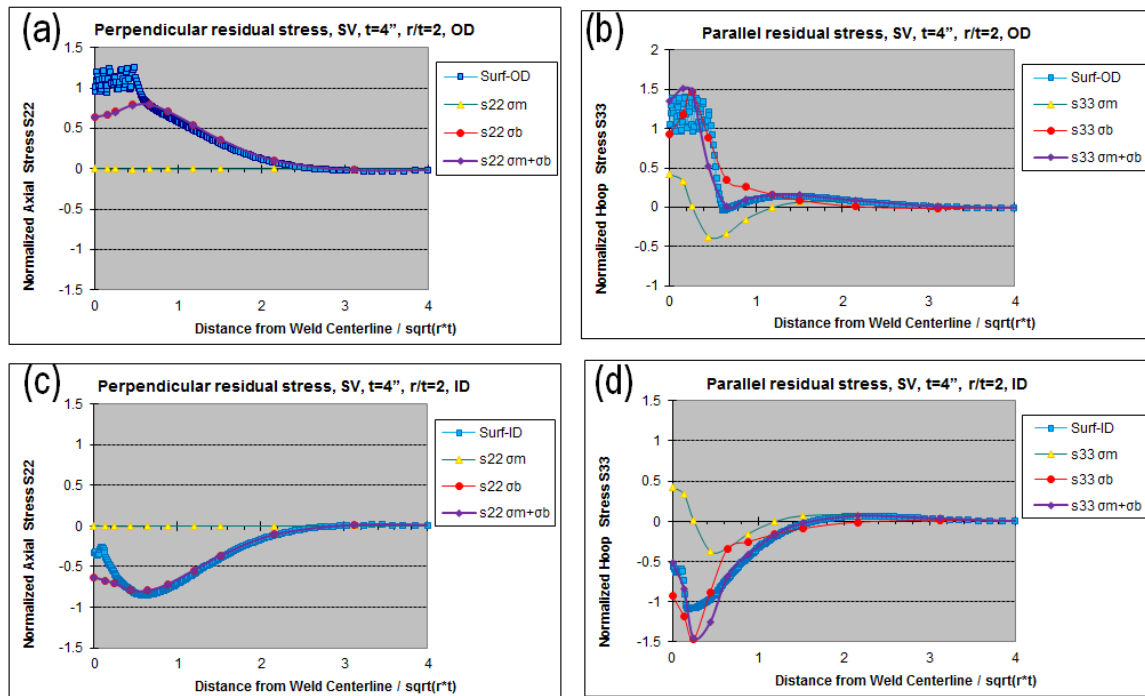 (a)
Perpendicular residual stress, SV, t=4”, r/t=2, OD
Normalized Axial Stress S22
1.5
1
0.5
0
-0.5
-1
-1.5
0 1 2 3 4
Distance from Weld Centerline / sqrt(r*t)
Surf-OD
s22 σm
s22 σb
s22 σm+σb
(b)
Parallel residual stress, SV, t=4”, r/t=2, OD
Normalized Hoop Stress S33
2
1.5
1
0.5
0
-0.5
-1
0 1 2 3 4
Distance from Weld Centerline / sqrt(r*t)
Surf-OD
s33 σm
s33 σb
s33 σm+σb
(c)
Perpendicular residual stress, SV, t=4”, r/t=2, ID
Normalized Axial Stress S22
1.5
1
0.5
0
-0.5
-1
-1.5
0 1 2 3 4
Distance from Weld Centerline / sqrt(r*t)
Surf-ID
s22 σm
s22 σb
s22 σm+σb
(d)
Parallel residual stress, SV, t=4”, r/t=2, ID
Normalized Hoop Stress S33
1.5
1
0.5
0
-0.5
-1
-1.5
0 1 2 3 4
Distance from Weld Centerline / sqrt(r*t)
Surf-ID
s33 σm
s33 σb
s33 σm+σb